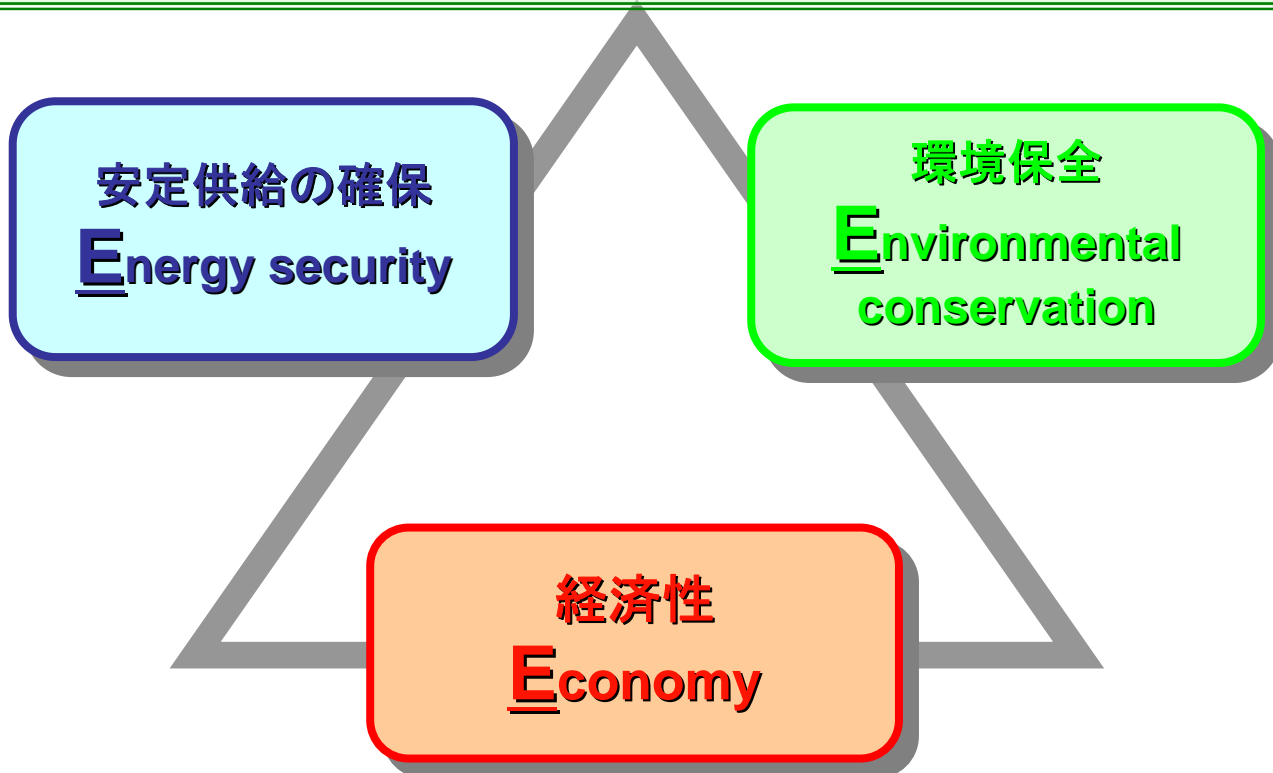 安定供給の確保
Energy security
環境保全
Environmental
conservation
経済性
Economy